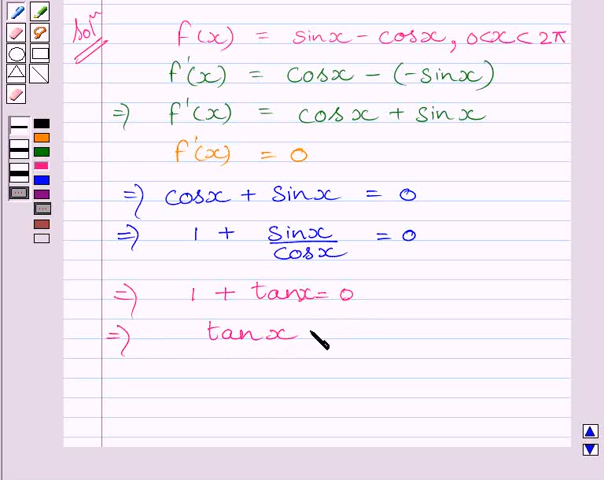 Solⁿ f(x) = sinx - cosx, 0<x<2π
f'(x) = cosx - (-sinx)
⇒ f'(x) = cosx + sinx
f'(x) = 0
⇒ cosx + sinx = 0
⇒ 1 + sinx/cosx = 0
⇒ 1 + tanx = 0
⇒ tanx